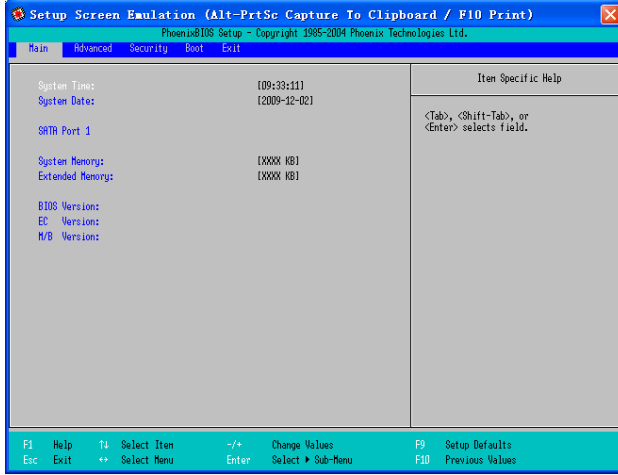 Setup Screen Emulation (Alt-PrtSc Capture To Clipboard / F10 Print)
PhoenixBIOS Setup - Copyright 1985-2004 Phoenix Technologies Ltd.
Main Advanced Security Boot Exit
Item Specific Help
System Time: [09:33:11]
System Date: [2009-12-02]
<Tab>, <Shift-Tab>, or
<Enter> selects field.
SATA Port 1
System Memory: [XXXX KB]
Extended Memory: [XXXX KB]
BIOS Version:
EC Version:
M/B Version:
F1 Help ↑↓ Select Item -/+ Change Values F9 Setup Defaults
Esc Exit ↔ Select Menu Enter Select ▶ Sub-Menu F10 Previous Values